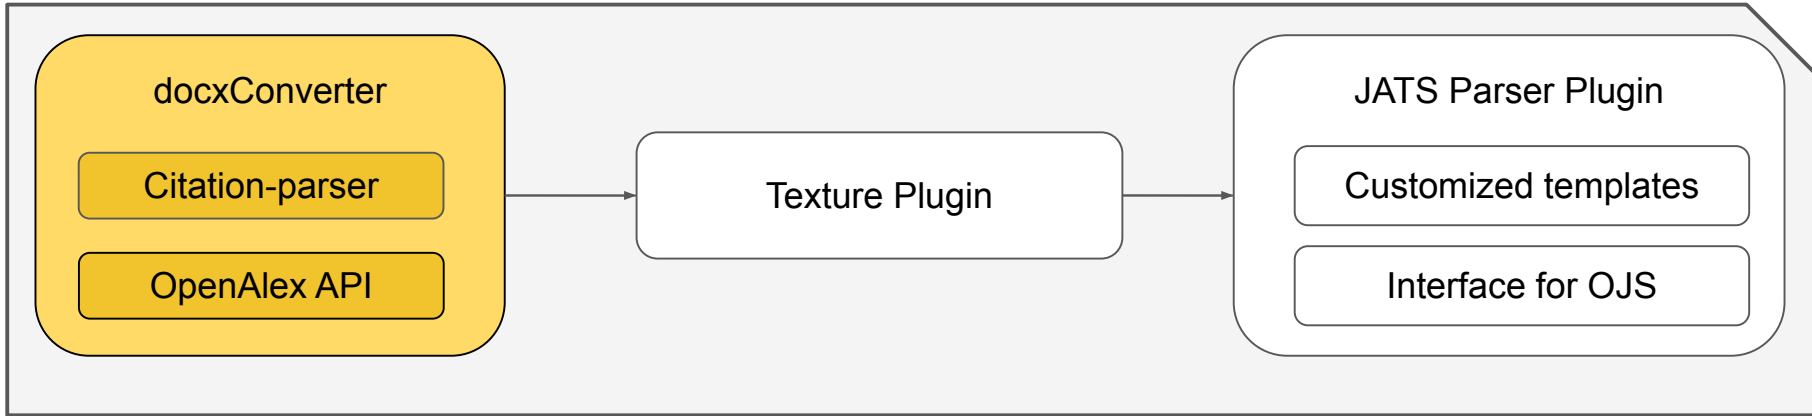 docxConverter
Citation-parser
OpenAlex API
Texture Plugin
JATS Parser Plugin
Customized templates
Interface for OJS